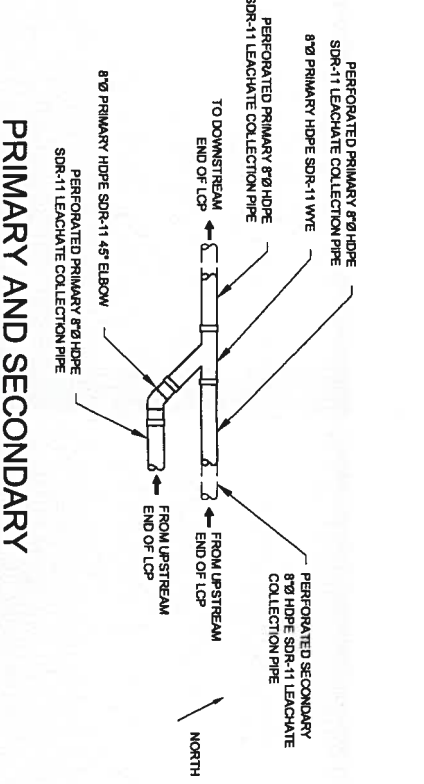 PERFORATED PRIMARY 8"Ø HDPE
SDR-11 LEACHATE COLLECTION PIPE
8"Ø PRIMARY HDPE SDR-11 WYE
PERFORATED PRIMARY 8"Ø HDPE
SDR-11 LEACHATE COLLECTION PIPE
TO DOWNSTREAM
END OF LCP
8"Ø PRIMARY HDPE SDR-11 45° ELBOW
PERFORATED PRIMARY 8"Ø HDPE
SDR-11 LEACHATE COLLECTION PIPE
PERFORATED SECONDARY
8"Ø HDPE SDR-11 LEACHATE
COLLECTION PIPE
FROM UPSTREAM
END OF LCP
FROM UPSTREAM
END OF LCP
NORTH
PRIMARY AND SECONDARY